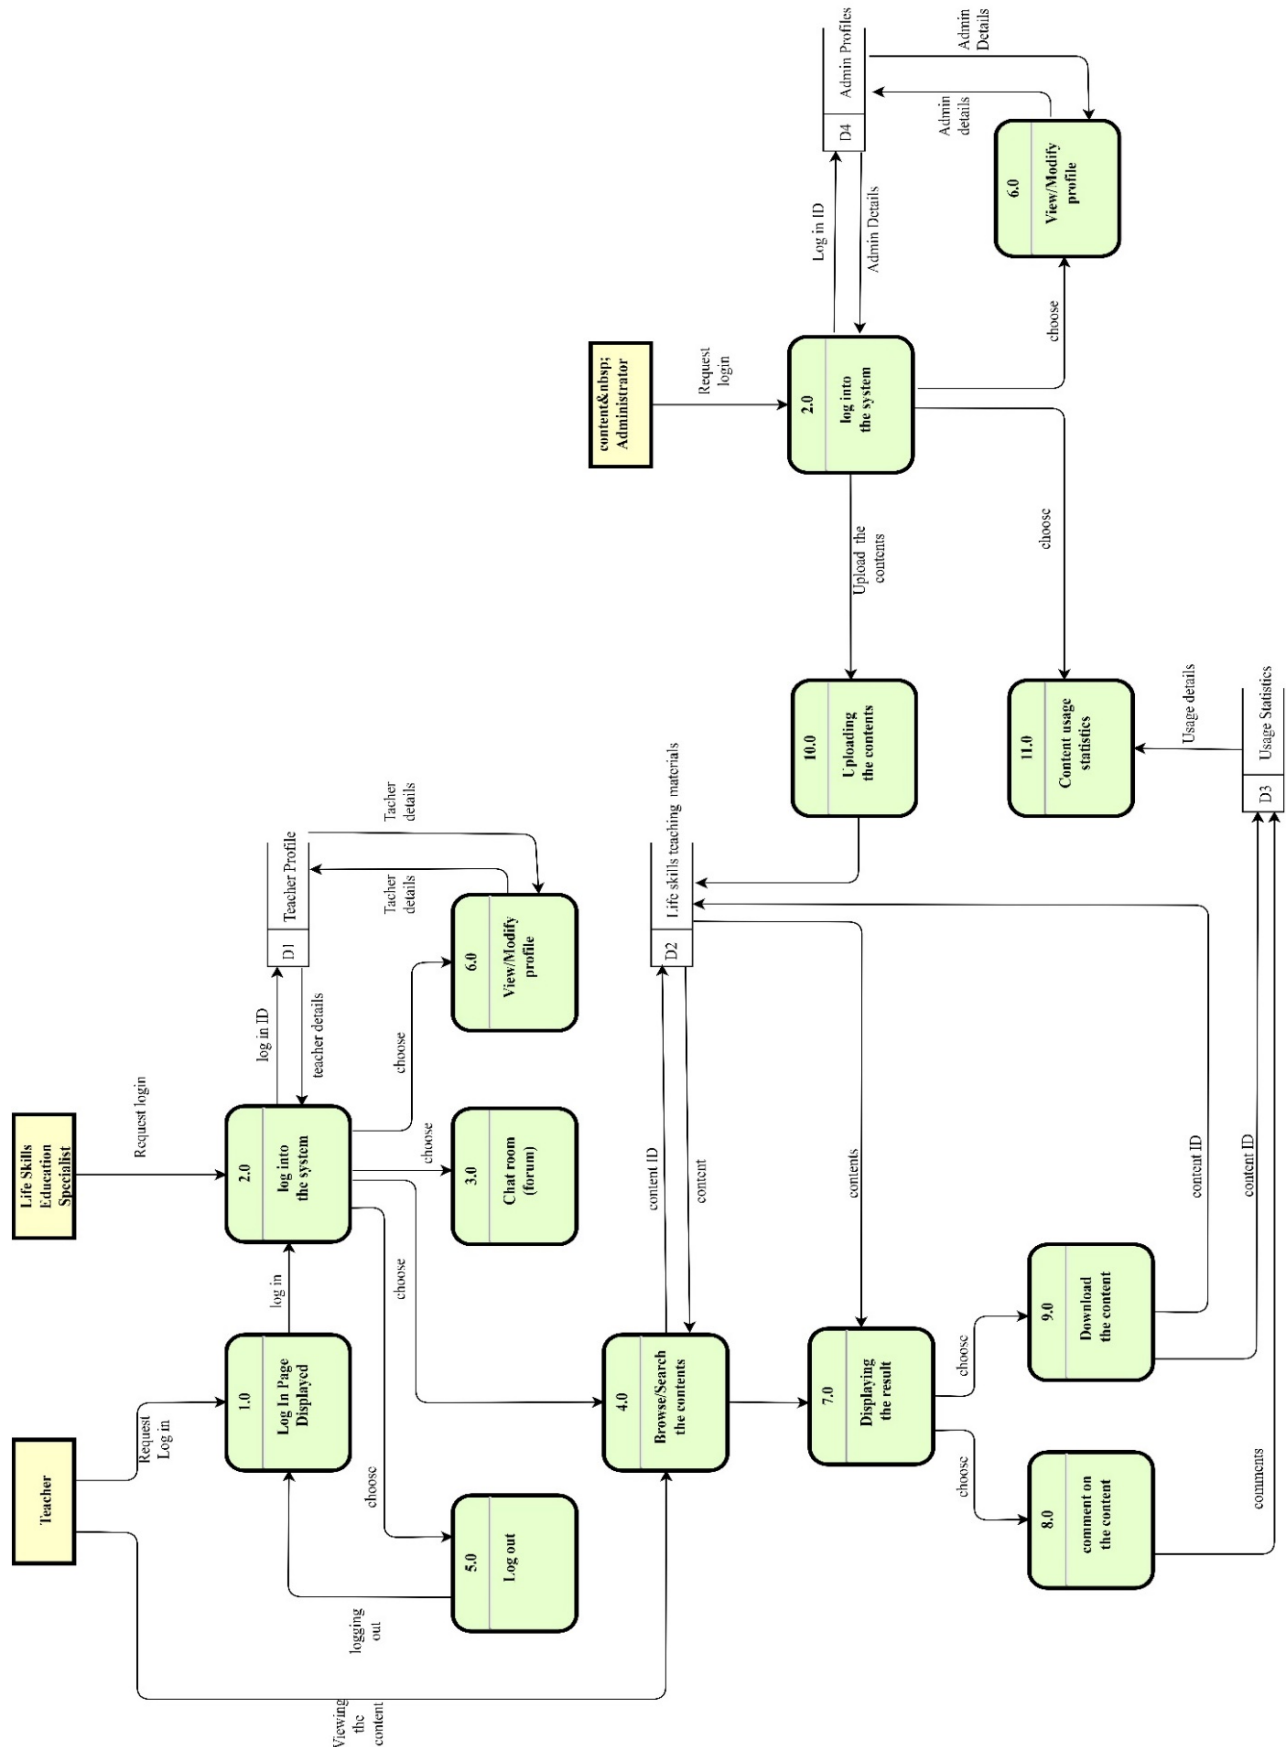 Teacher
Life Skills
Education
Specialist
Request
Log in
Request login
Viewing
the
content
1.0
Log In Page
Displayed
log in
2.0
log into
the system
log in ID
teacher details
D1
Teacher Profile
logging
out
choose
choose
choose
choose
Tacher
details
Tacher
details
5.0
Log out
3.0
Chat room
(forum)
6.0
View/Modify
profile
content&nbsp;
Administrator
Request
login
4.0
Browse/Search
the contents
content ID
content
D2
Life skills teaching materials
7.0
Displaying
the result
contents
10.0
Uploading
the contents
Upload the
contents
2.0
log into
the system
Log in ID
Admin Details
D4
Admin Profiles
choose
choose
choose
choose
Admin
details
Admin
Details
8.0
comment on
the content
9.0
Download
the content
11.0
Content usage
statistics
6.0
View/Modify
profile
content ID
content ID
comments
Usage details
D3
Usage Statistics